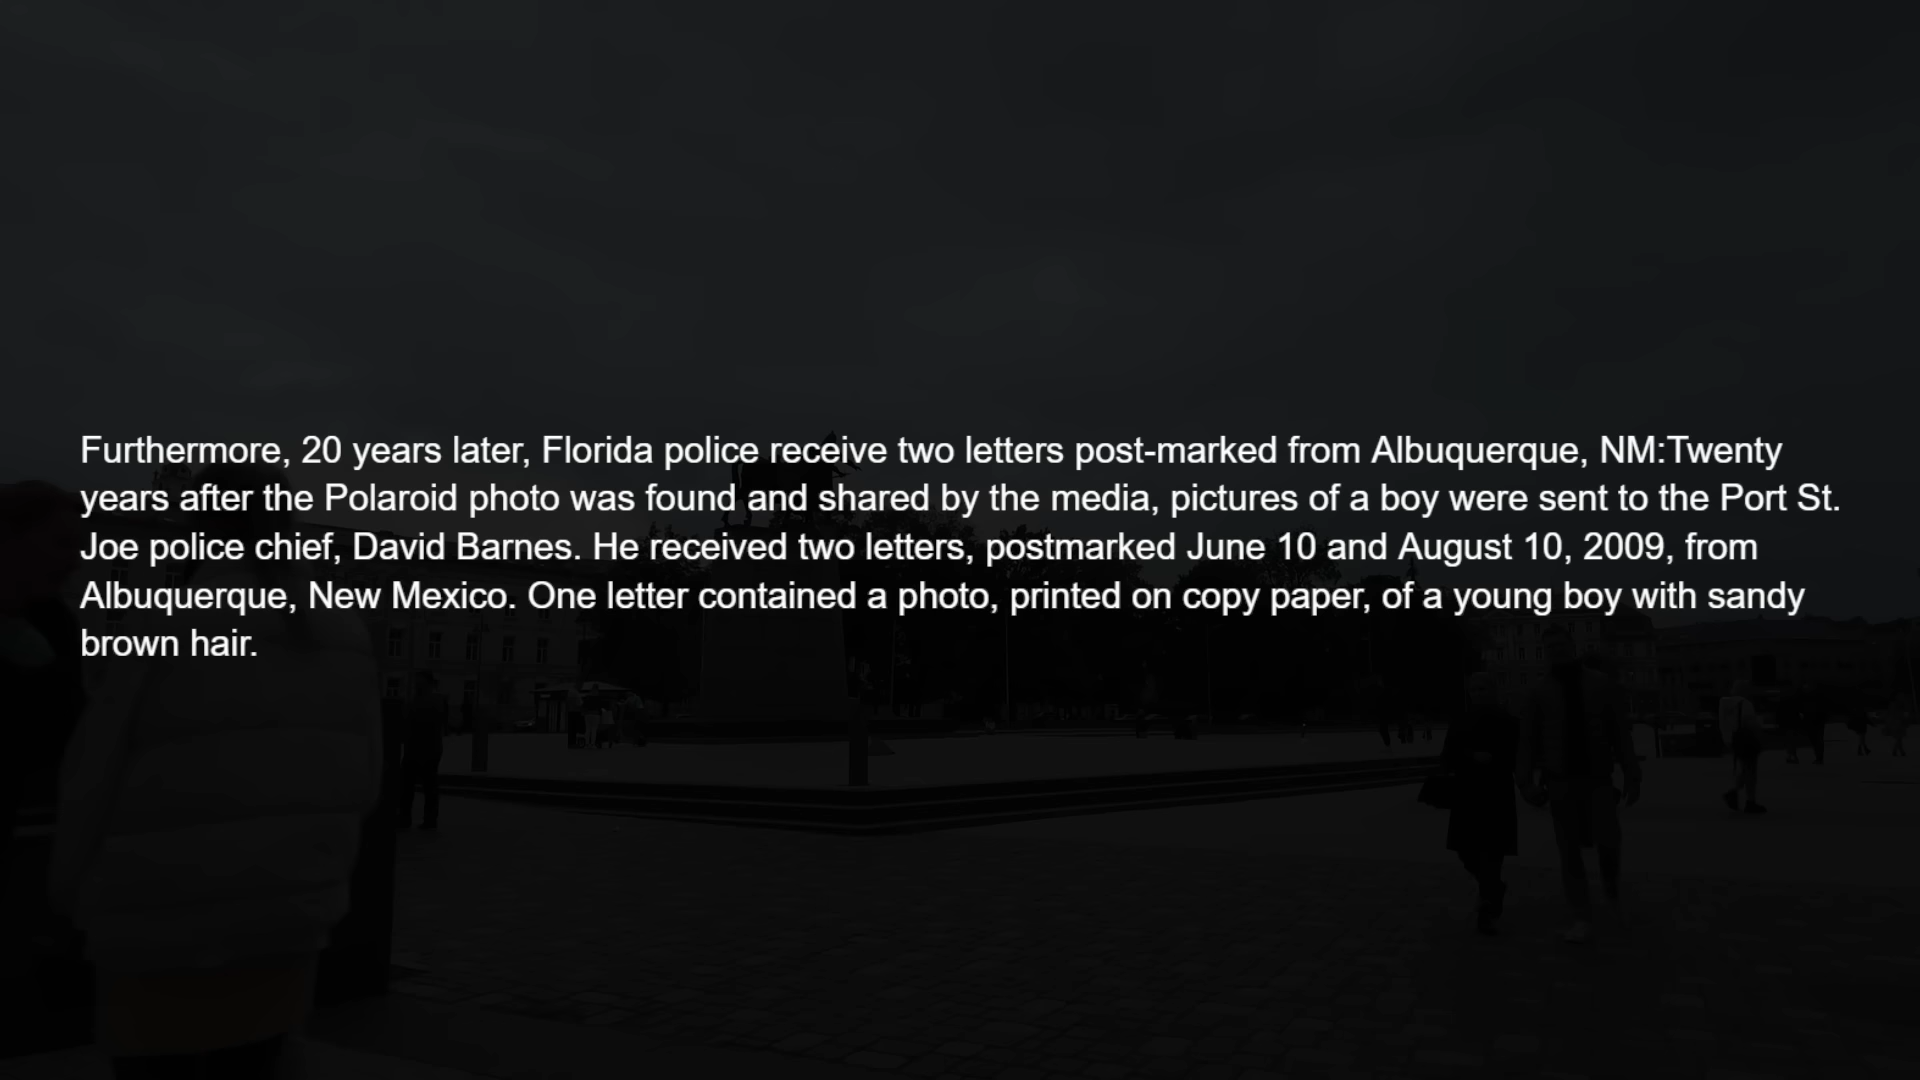 Furthermore, 20 years later, Florida police receive two letters post-marked from Albuquerque, NM:Twenty
years after the Polaroid photo was found and shared by the media, pictures of a boy were sent to the Port St.
Joe police chief, David Barnes. He received two letters, postmarked June 10 and August 10, 2009, from
Albuquerque, New Mexico. One letter contained a photo, printed on copy paper, of a young boy with sandy
brown hair.